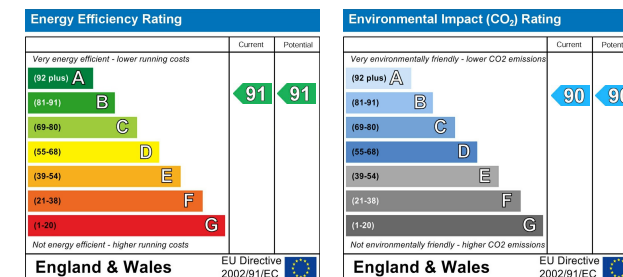 Energy Efficiency Rating
Current Potential
Very energy efficient - lower running costs
(92 plus) A
(81-91) B
(69-80) C
(55-68) D
(39-54) E
(21-38) F
(1-20) G
91 91
Not energy efficient - higher running costs
England & Wales
EU Directive
2002/91/EC
Environmental Impact (CO2) Rating
Current Potent
Very environmentally friendly - lower CO2 emissions
(92 plus) A
(81-91) B
(69-80) C
(55-68) D
(39-54) E
(21-38) F
(1-20) G
90 90
Not environmentally friendly - higher CO2 emissions
England & Wales
EU Directive
2002/91/EC